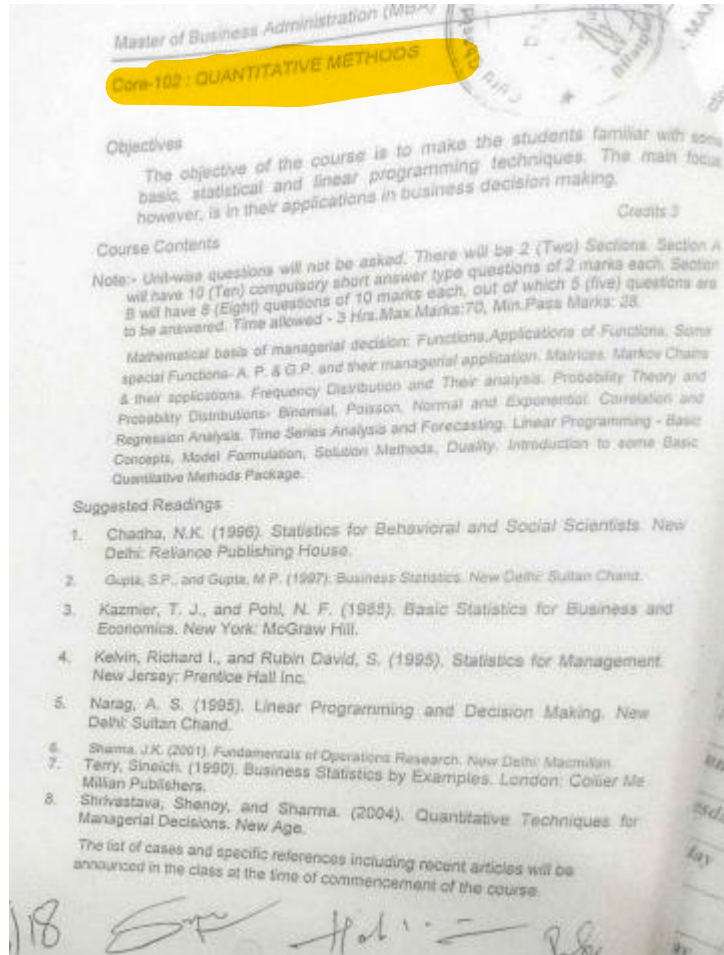 Master of Business Administration (MBA)
Core-102 : QUANTITATIVE METHODS
Objectives
The objective of the course is to make the students familiar with some
basic, statistical and linear programming techniques. The main focus
however, is in their applications in business decision making.
Credits 3
Course Contents
Note:- Unit-wise questions will not be asked. There will be 2 (Two) Sections. Section A
will have 10 (Ten) compulsory short answer type questions of 2 marks each. Section
B will have 8 (Eight) questions of 10 marks each, out of which 5 (five) questions are
to be answered. Time allowed - 3 Hrs.Max.Marks:70, Min.Pass Marks: 28.
Mathematical basis of managerial decision: Functions,Applications of Functions. Some
special Functions- A. P. & G.P. and their managerial application. Matrices. Markov Chains
& their applications. Frequency Distribution and Their analysis. Probability Theory and
Probability Distributions- Binomial, Poisson, Normal and Exponential. Correlation and
Regression Analysis. Time Series Analysis and Forecasting. Linear Programming - Basic
Concepts, Model Formulation, Solution Methods, Duality. Introduction to some Basic
Quantitative Methods Package.
Suggested Readings
1. Chadha, N.K. (1996). Statistics for Behavioral and Social Scientists. New
Delhi: Reliance Publishing House.
2. Gupta, S.P., and Gupta, M P. (1997). Business Statistics. New Delhi: Sultan Chand.
3. Kazmier, T. J., and Pohl, N. F. (1988). Basic Statistics for Business and
Economics. New York: McGraw Hill.
4. Kelvin, Richard I., and Rubin David, S. (1995). Statistics for Management.
New Jersey: Prentice Hall Inc.
5. Narag, A. S. (1995). Linear Programming and Decision Making. New
Delhi: Sultan Chand.
6. Sharma, J.K. (2001). Fundamentals of Operations Research. New Delhi: Macmillan.
7. Terry, Sineich. (1990). Business Statistics by Examples. London: Collier Mc
Millian Publishers.
8. Shrivastava, Shenoy, and Sharma. (2004). Quantitative Techniques for
Managerial Decisions. New Age.
The list of cases and specific references including recent articles will be
announced in the class at the time of commencement of the course.
18